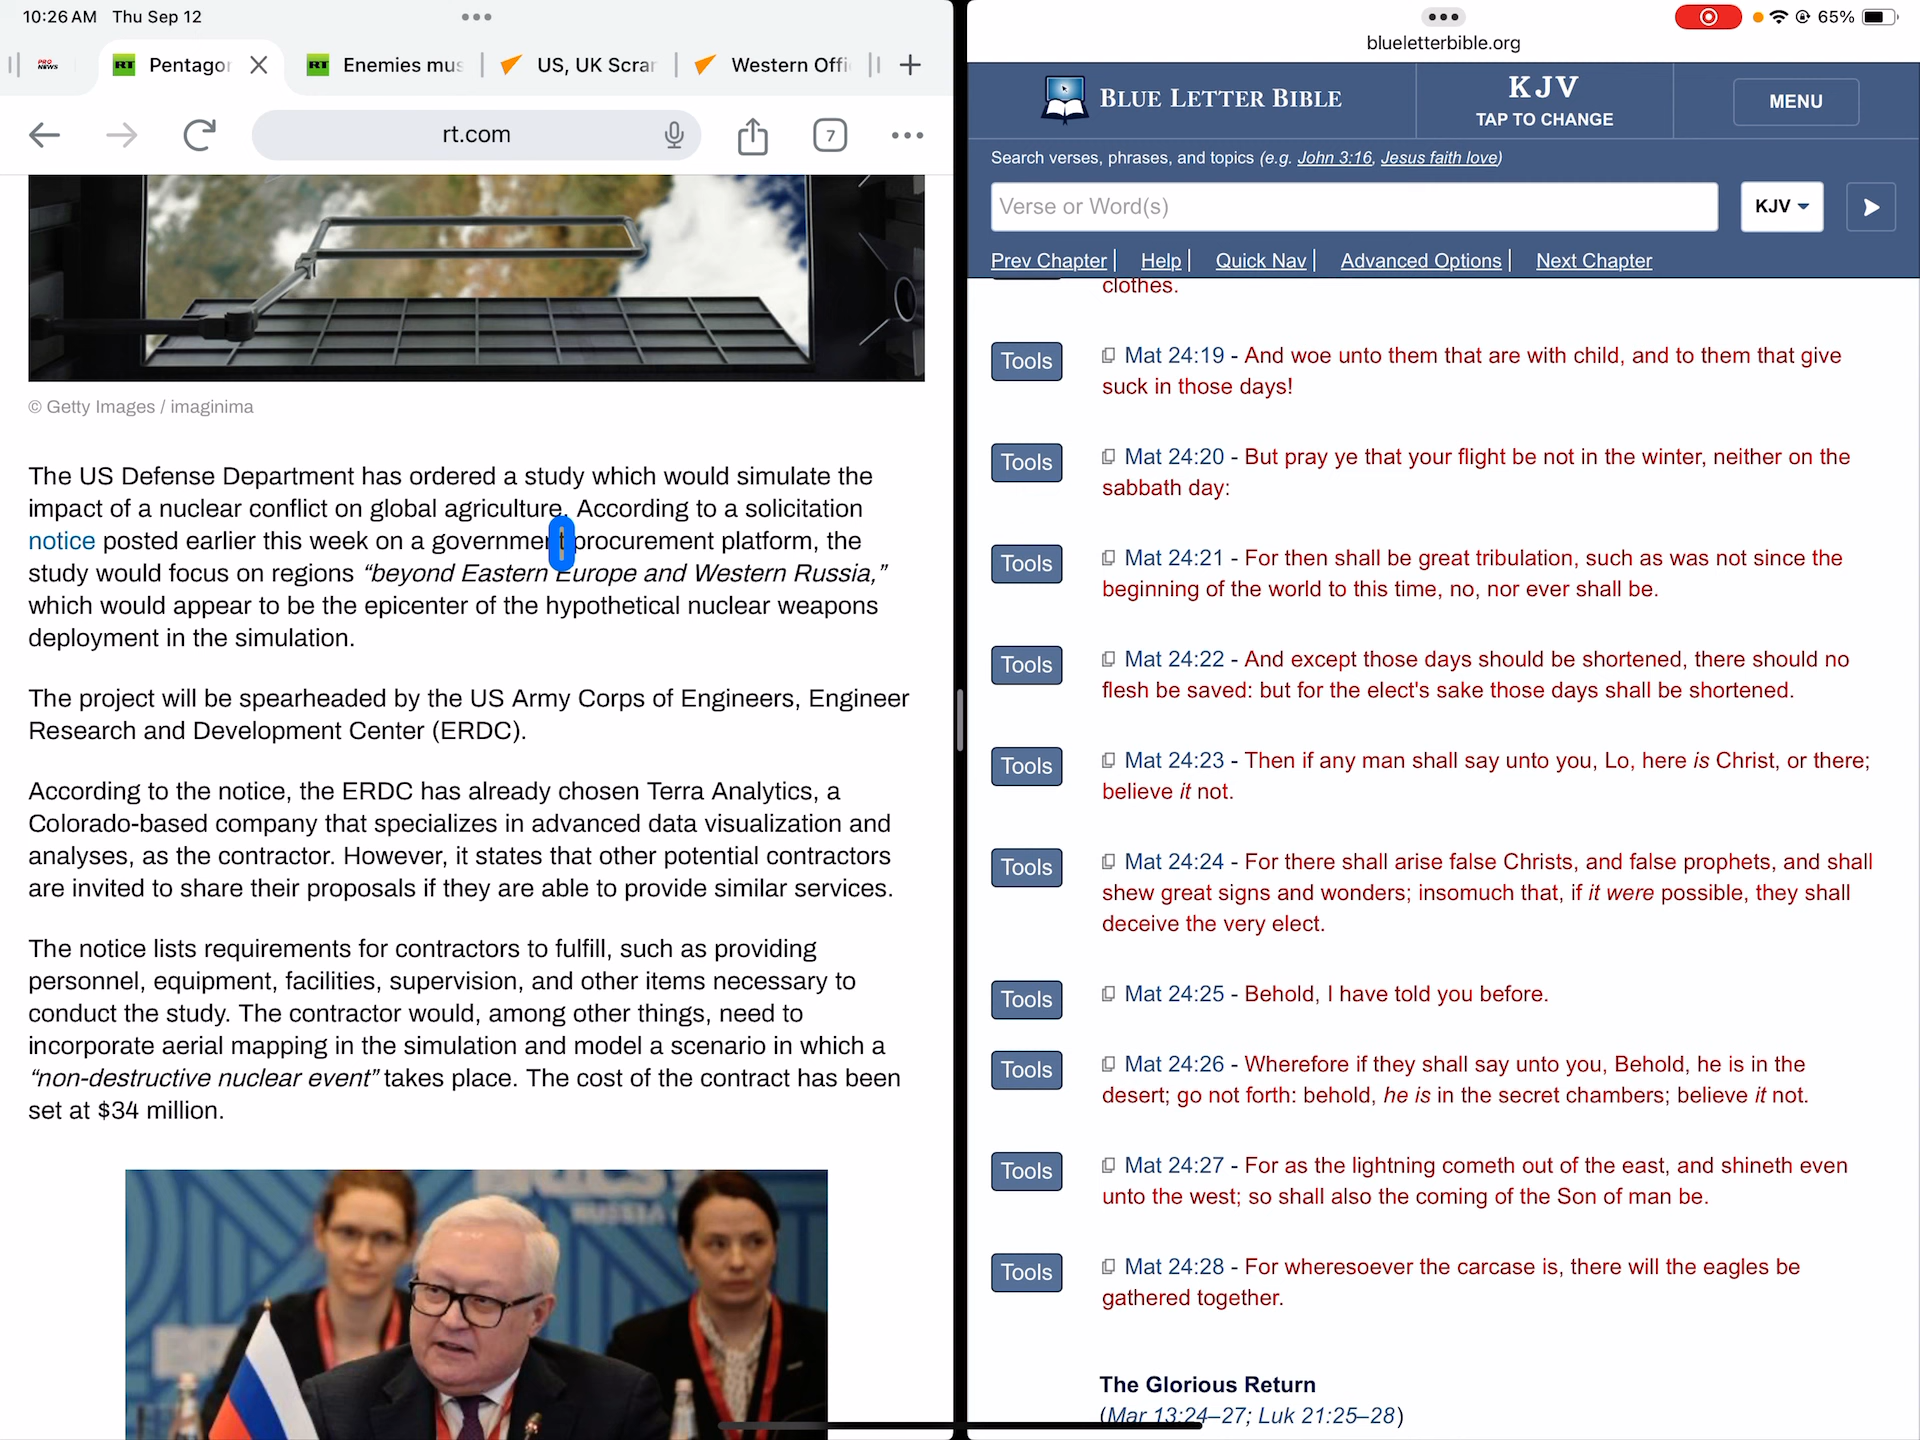 10:26 AM Thu Sep 12
PRO
NEWS
RT Pentagon
RT Enemies mus
US, UK Scrar
Western Offi
rt.com
7
© Getty Images / imaginima
The US Defense Department has ordered a study which would simulate the
impact of a nuclear conflict on global agriculture. According to a solicitation
notice posted earlier this week on a government procurement platform, the
study would focus on regions “beyond Eastern Europe and Western Russia,”
which would appear to be the epicenter of the hypothetical nuclear weapons
deployment in the simulation.
The project will be spearheaded by the US Army Corps of Engineers, Engineer
Research and Development Center (ERDC).
According to the notice, the ERDC has already chosen Terra Analytics, a
Colorado-based company that specializes in advanced data visualization and
analyses, as the contractor. However, it states that other potential contractors
are invited to share their proposals if they are able to provide similar services.
The notice lists requirements for contractors to fulfill, such as providing
personnel, equipment, facilities, supervision, and other items necessary to
conduct the study. The contractor would, among other things, need to
incorporate aerial mapping in the simulation and model a scenario in which a
“non-destructive nuclear event” takes place. The cost of the contract has been
set at $34 million.
RUSSIA
65%
blueletterbible.org
BLUE LETTER BIBLE
KJV
TAP TO CHANGE
MENU
Search verses, phrases, and topics (e.g. John 3:16, Jesus faith love)
Verse or Word(s)
KJV
Prev Chapter | Help | Quick Nav | Advanced Options | Next Chapter
clothes.
Tools Mat 24:19 - And woe unto them that are with child, and to them that give
suck in those days!
Tools Mat 24:20 - But pray ye that your flight be not in the winter, neither on the
sabbath day:
Tools Mat 24:21 - For then shall be great tribulation, such as was not since the
beginning of the world to this time, no, nor ever shall be.
Tools Mat 24:22 - And except those days should be shortened, there should no
flesh be saved: but for the elect's sake those days shall be shortened.
Tools Mat 24:23 - Then if any man shall say unto you, Lo, here is Christ, or there;
believe it not.
Tools Mat 24:24 - For there shall arise false Christs, and false prophets, and shall
shew great signs and wonders; insomuch that, if it were possible, they shall
deceive the very elect.
Tools Mat 24:25 - Behold, I have told you before.
Tools Mat 24:26 - Wherefore if they shall say unto you, Behold, he is in the
desert; go not forth: behold, he is in the secret chambers; believe it not.
Tools Mat 24:27 - For as the lightning cometh out of the east, and shineth even
unto the west; so shall also the coming of the Son of man be.
Tools Mat 24:28 - For wheresoever the carcase is, there will the eagles be
gathered together.
The Glorious Return
(Mar 13:24–27; Luk 21:25–28)